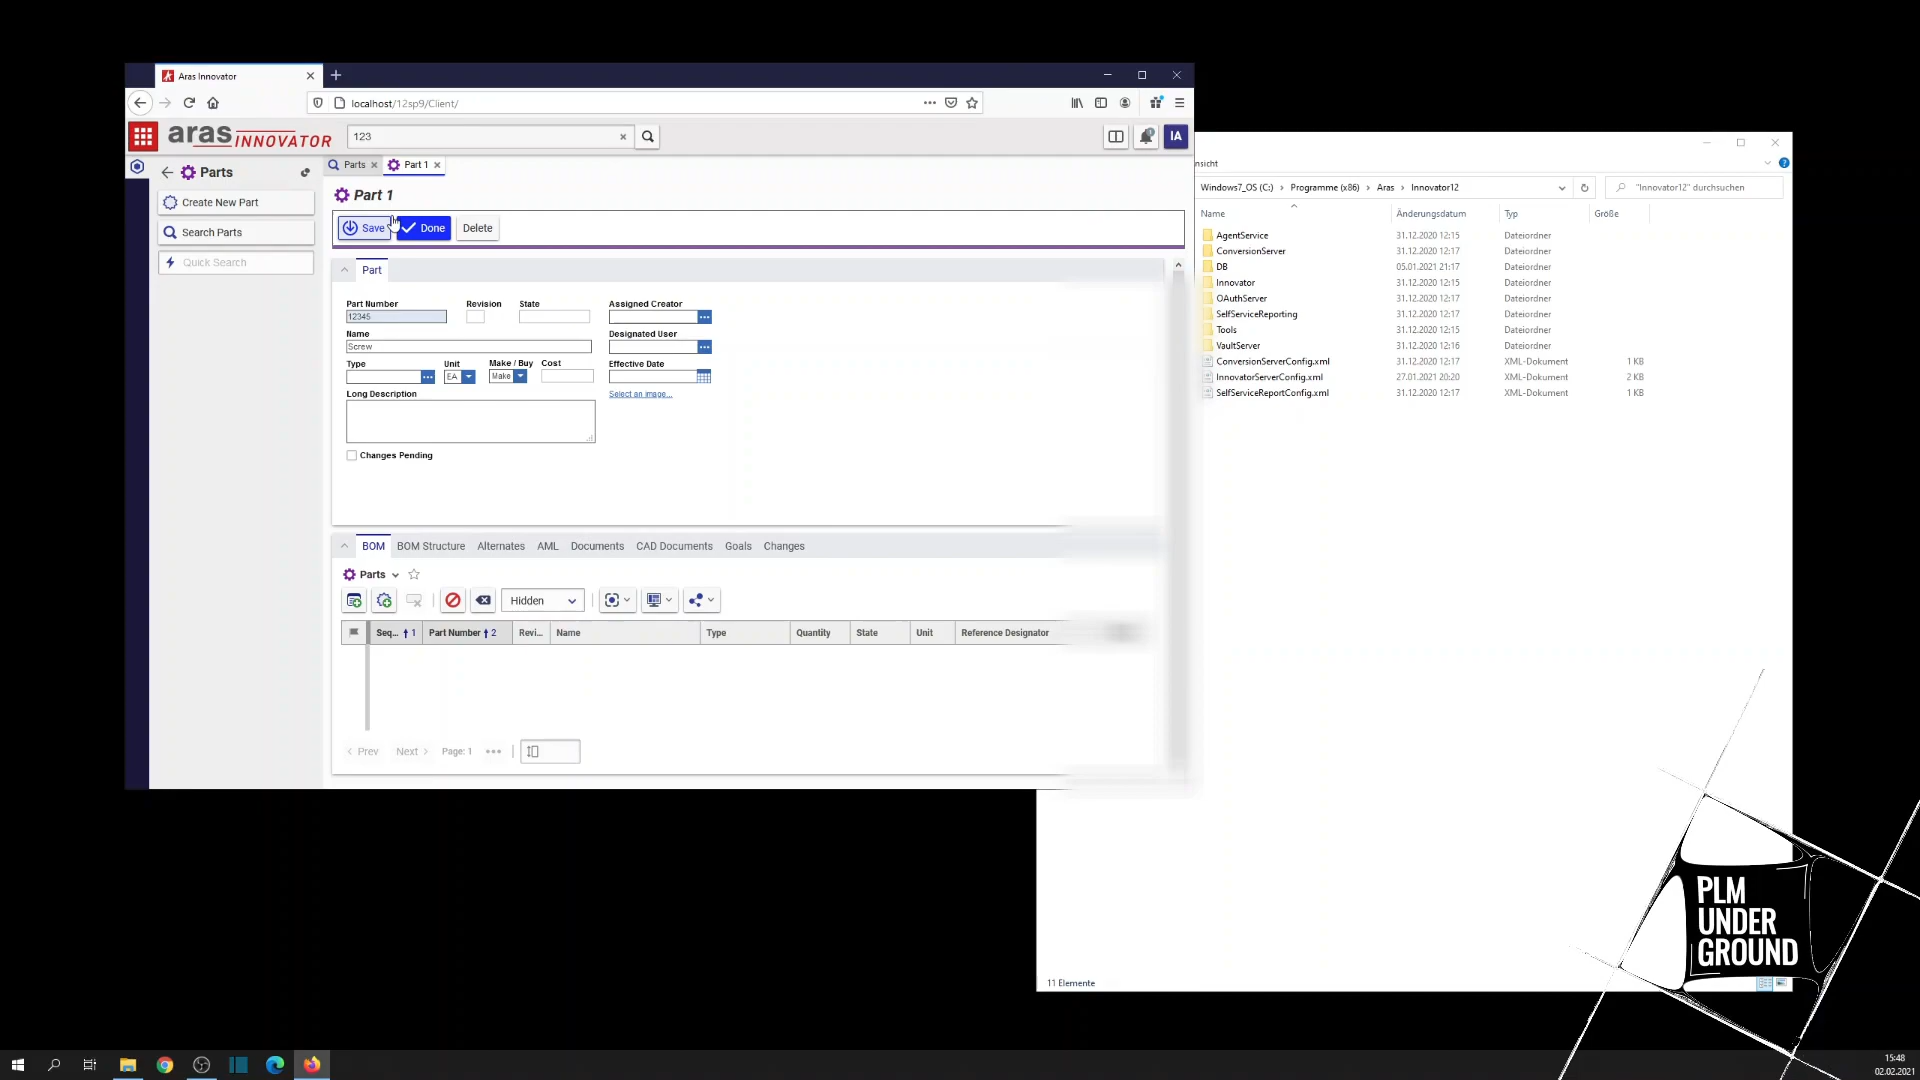 Aras Innovator
localhost/12sp9/Client/
aras INNOVATOR
123
IA
Parts
Create New Part
Search Parts
Quick Search
Parts
Part 1
Part 1
Save
Done
Delete
Part
Part Number
Revision
State
Assigned Creator
12345
Name
Designated User
Screw
Type
Unit
Make / Buy
Cost
Effective Date
EA
Make
Long Description
Select an image...
Changes Pending
BOM
BOM Structure
Alternates
AML
Documents
CAD Documents
Goals
Changes
Parts
Hidden
Seq... 1
Part Number 2
Revi...
Name
Type
Quantity
State
Unit
Reference Designator
Prev
Next
Page: 1
nsicht
Windows7_OS (C:) > Programme (x86) > Aras > Innovator12
"Innovator12" durchsuchen
Name Änderungsdatum Typ Größe
AgentService 31.12.2020 12:15 Dateiordner
ConversionServer 31.12.2020 12:17 Dateiordner
DB 05.01.2021 21:17 Dateiordner
Innovator 31.12.2020 12:15 Dateiordner
OAuthServer 31.12.2020 12:17 Dateiordner
SelfServiceReporting 31.12.2020 12:17 Dateiordner
Tools 31.12.2020 12:15 Dateiordner
VaultServer 31.12.2020 12:16 Dateiordner
ConversionServerConfig.xml 31.12.2020 12:17 XML-Dokument 1 KB
InnovatorServerConfig.xml 27.01.2021 20:20 XML-Dokument 2 KB
SelfServiceReportConfig.xml 31.12.2020 12:17 XML-Dokument 1 KB
11 Elemente
PLM
UNDER
GROUND
15:48
02.02.2021